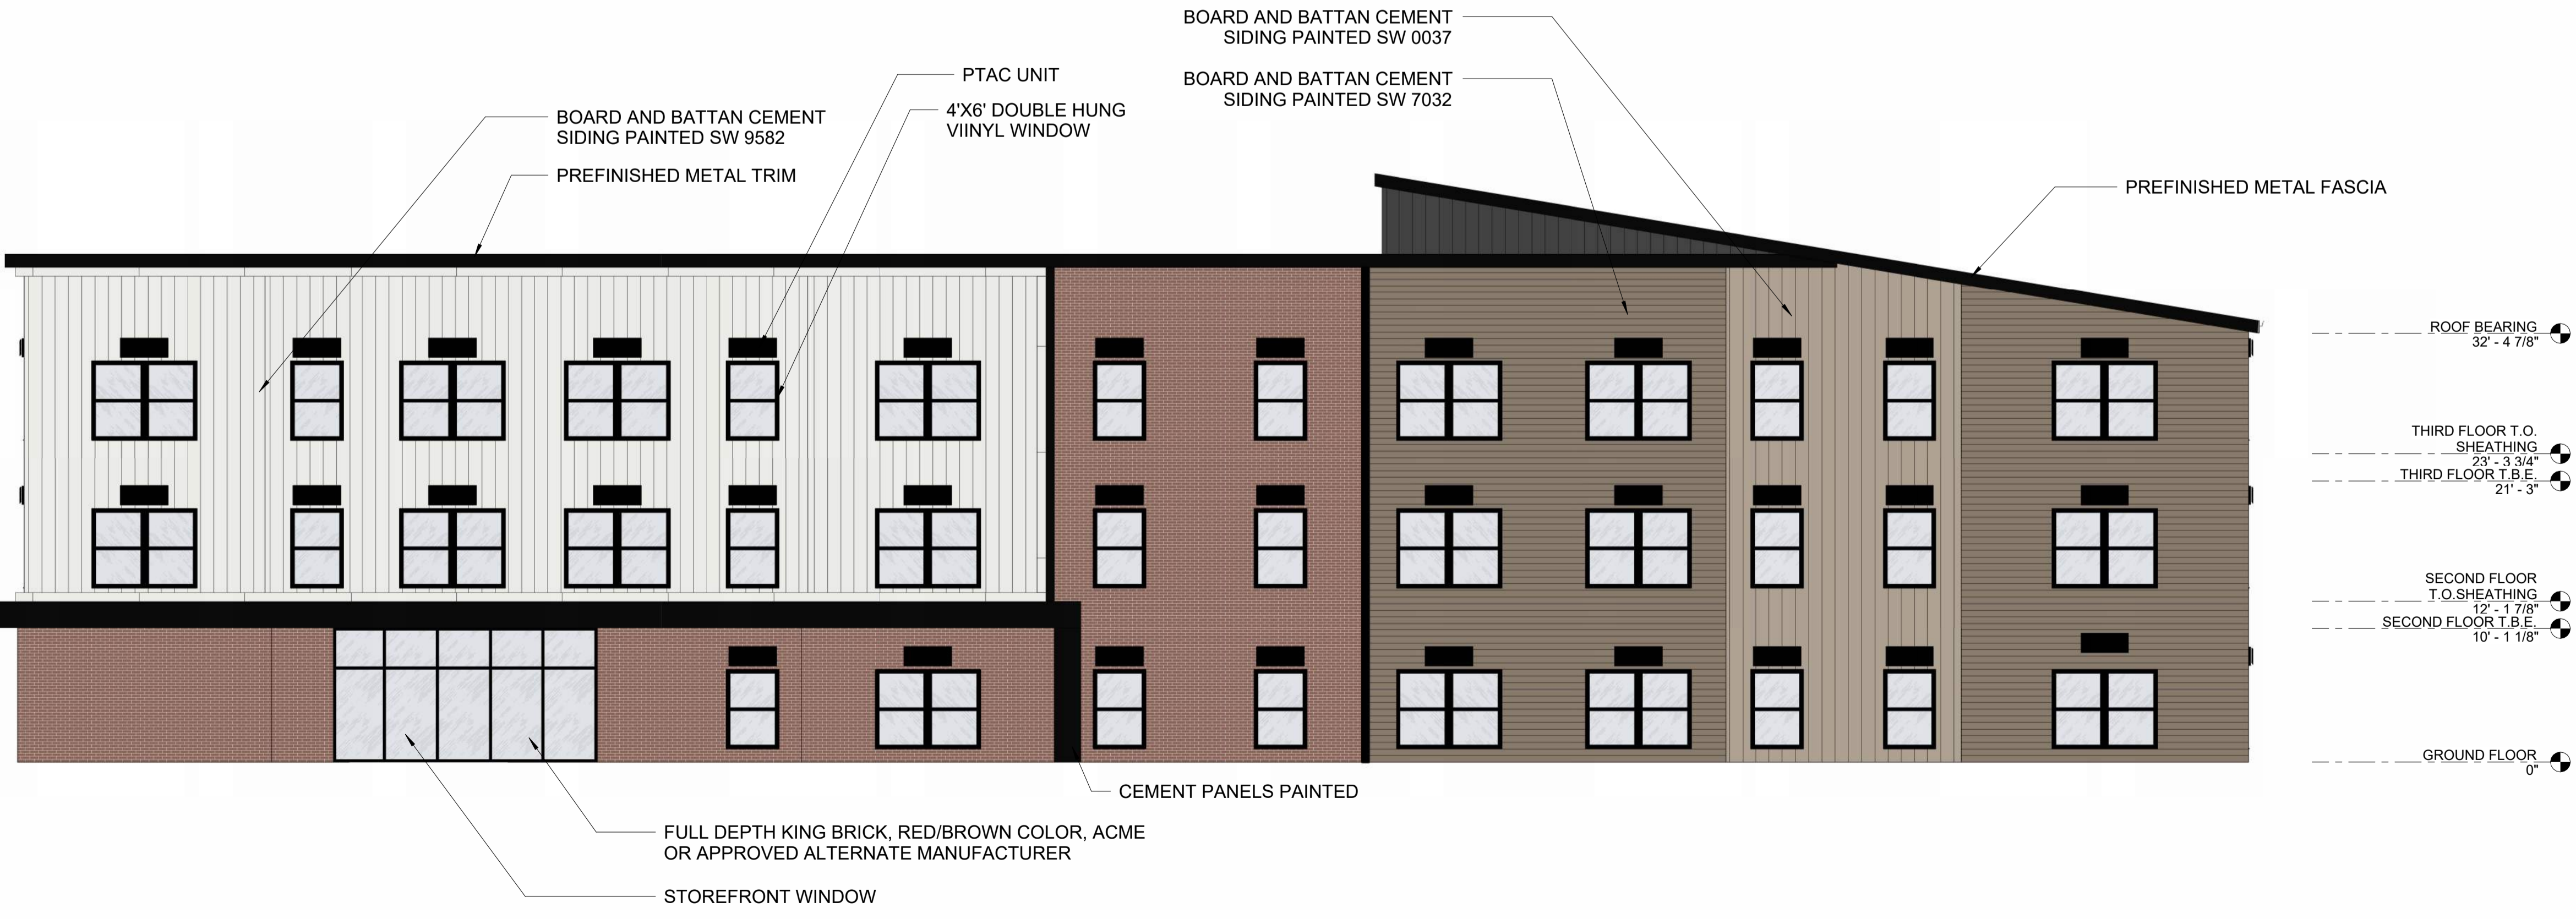 BOARD AND BATTAN CEMENT
SIDING PAINTED SW 0037
PTAC UNIT
BOARD AND BATTAN CEMENT
SIDING PAINTED SW 7032
4'X6' DOUBLE HUNG
VIINYL WINDOW
BOARD AND BATTAN CEMENT
SIDING PAINTED SW 9582
PREFINISHED METAL TRIM
PREFINISHED METAL FASCIA
ROOF BEARING
32' - 4 7/8"
THIRD FLOOR T.O.
SHEATHING
23' - 3 3/4"
THIRD FLOOR T.B.E.
21' - 3"
SECOND FLOOR
T.O.SHEATHING
12' - 1 7/8"
SECOND FLOOR T.B.E.
10' - 1 1/8"
GROUND FLOOR
0"
CEMENT PANELS PAINTED
FULL DEPTH KING BRICK, RED/BROWN COLOR, ACME
OR APPROVED ALTERNATE MANUFACTURER
STOREFRONT WINDOW